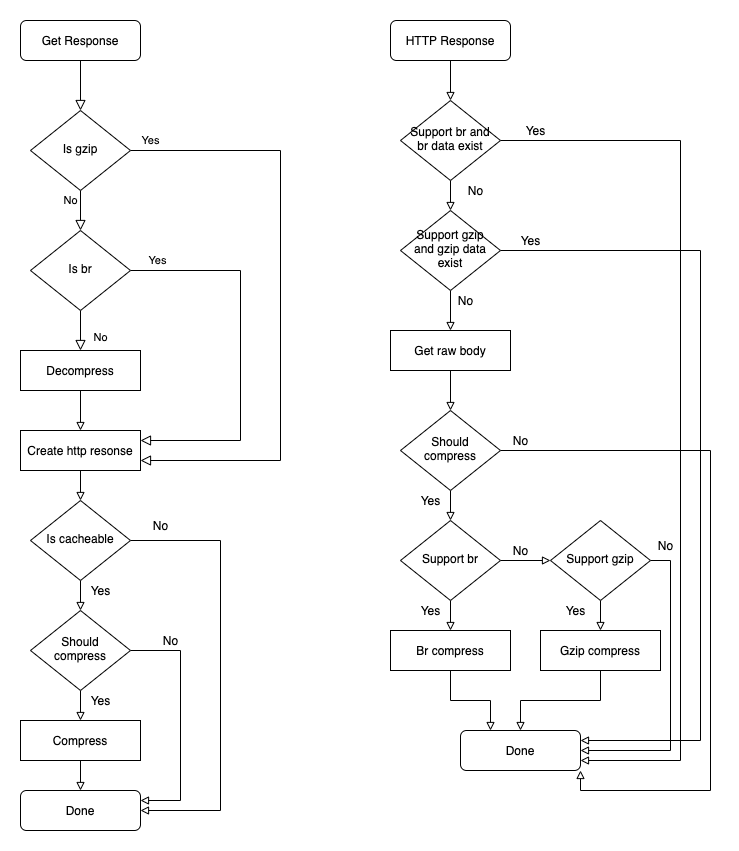 Get Response
Is gzip
Yes
No
Is br
Yes
No
Decompress
Create http resonse
Is cacheable
No
Yes
Should
compress
No
Yes
Compress
Done
HTTP Response
Support br and
br data exist
Yes
No
Support gzip
and gzip data
exist
Yes
No
Get raw body
Should
compress
No
Yes
Support br
No
Support gzip
No
Yes
Yes
Br compress
Gzip compress
Done